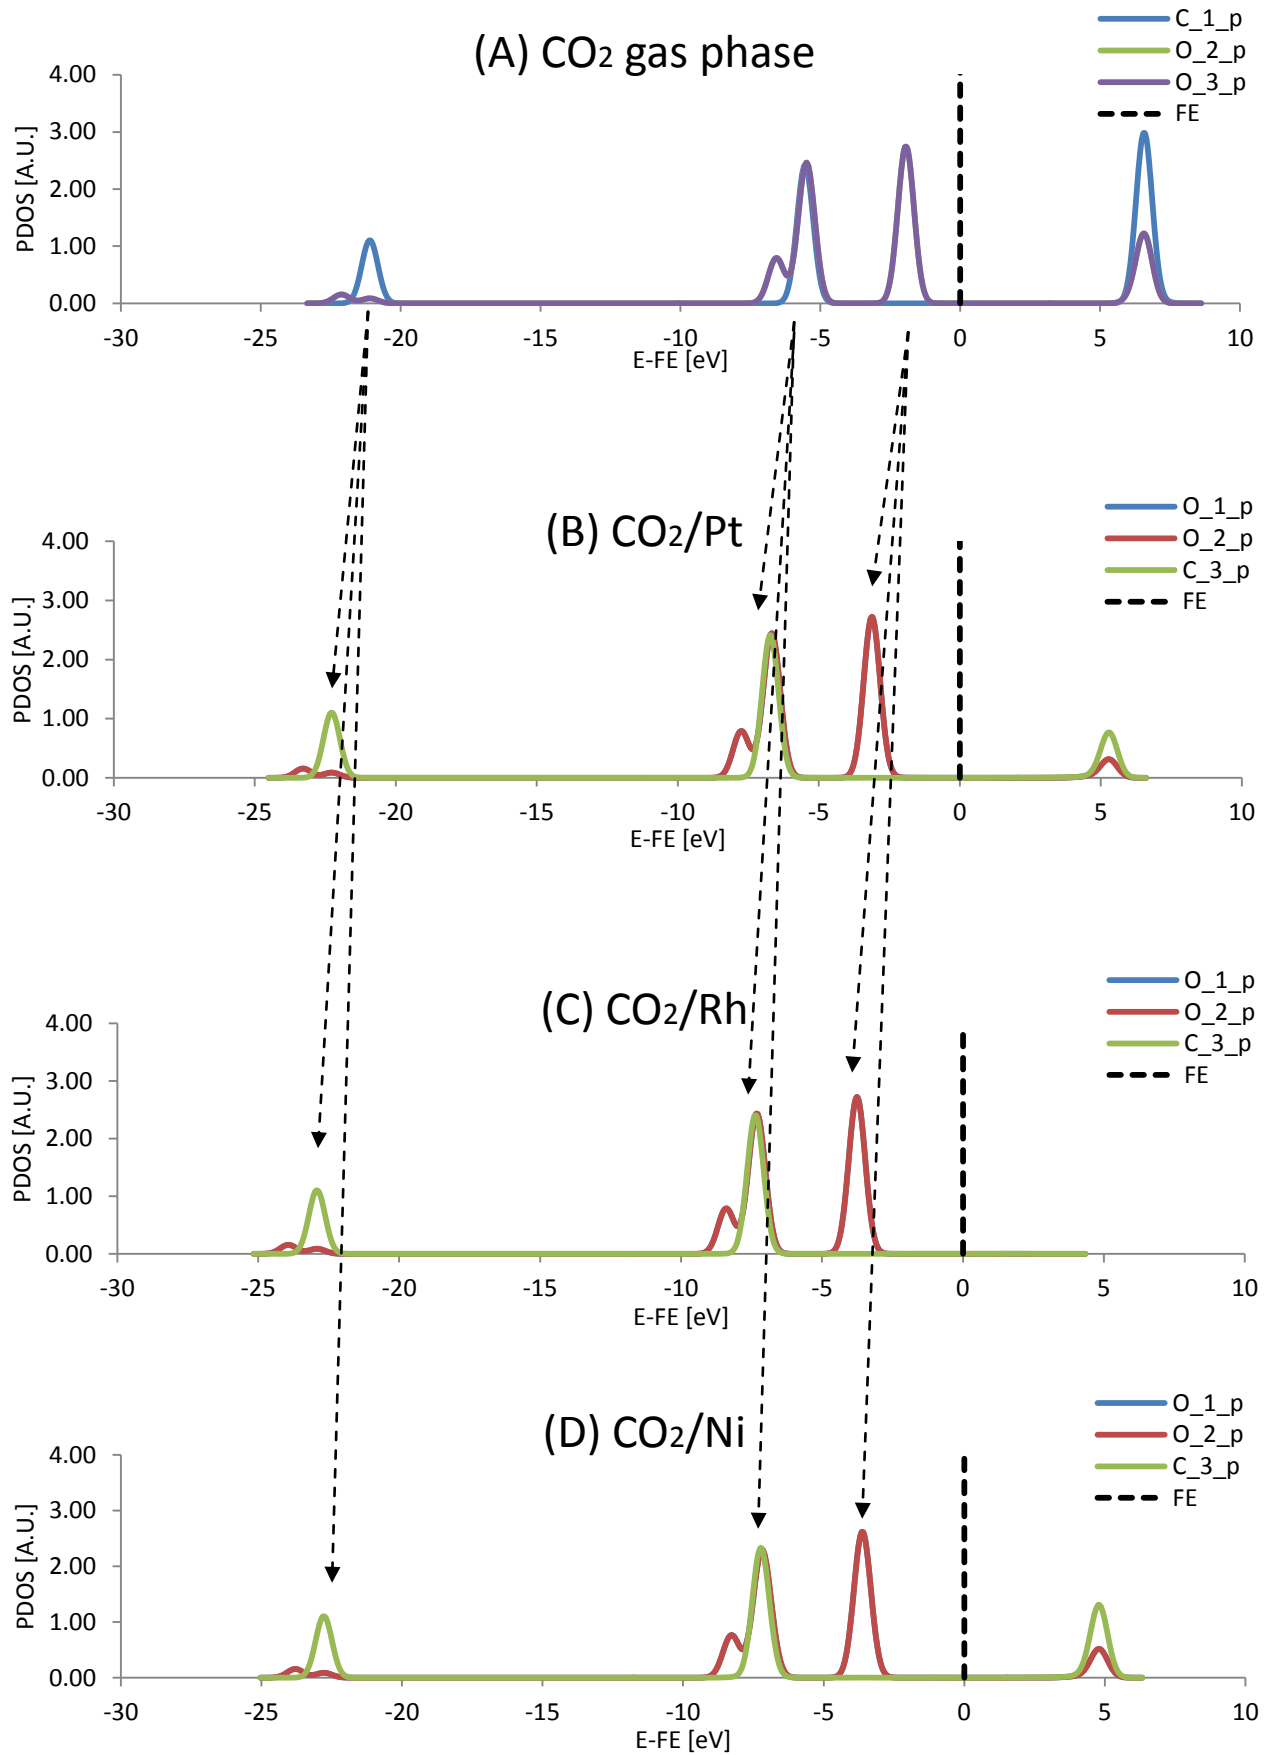 (A) CO2 gas phase
C_1_p
O_2_p
O_3_p
FE
PDOS [A.U.]
4.00
3.00
2.00
1.00
0.00
-30 -25 -20 -15 -10 -5 0 5 10
E-FE [eV]
(B) CO2/Pt
O_1_p
O_2_p
C_3_p
FE
PDOS [A.U.]
4.00
3.00
2.00
1.00
0.00
-30 -25 -20 -15 -10 -5 0 5 10
E-FE [eV]
(C) CO2/Rh
O_1_p
O_2_p
C_3_p
FE
PDOS [A.U.]
4.00
3.00
2.00
1.00
0.00
-30 -25 -20 -15 -10 -5 0 5 10
E-FE [eV]
(D) CO2/Ni
O_1_p
O_2_p
C_3_p
FE
PDOS [A.U.]
4.00
3.00
2.00
1.00
0.00
-30 -25 -20 -15 -10 -5 0 5 10
E-FE [eV]